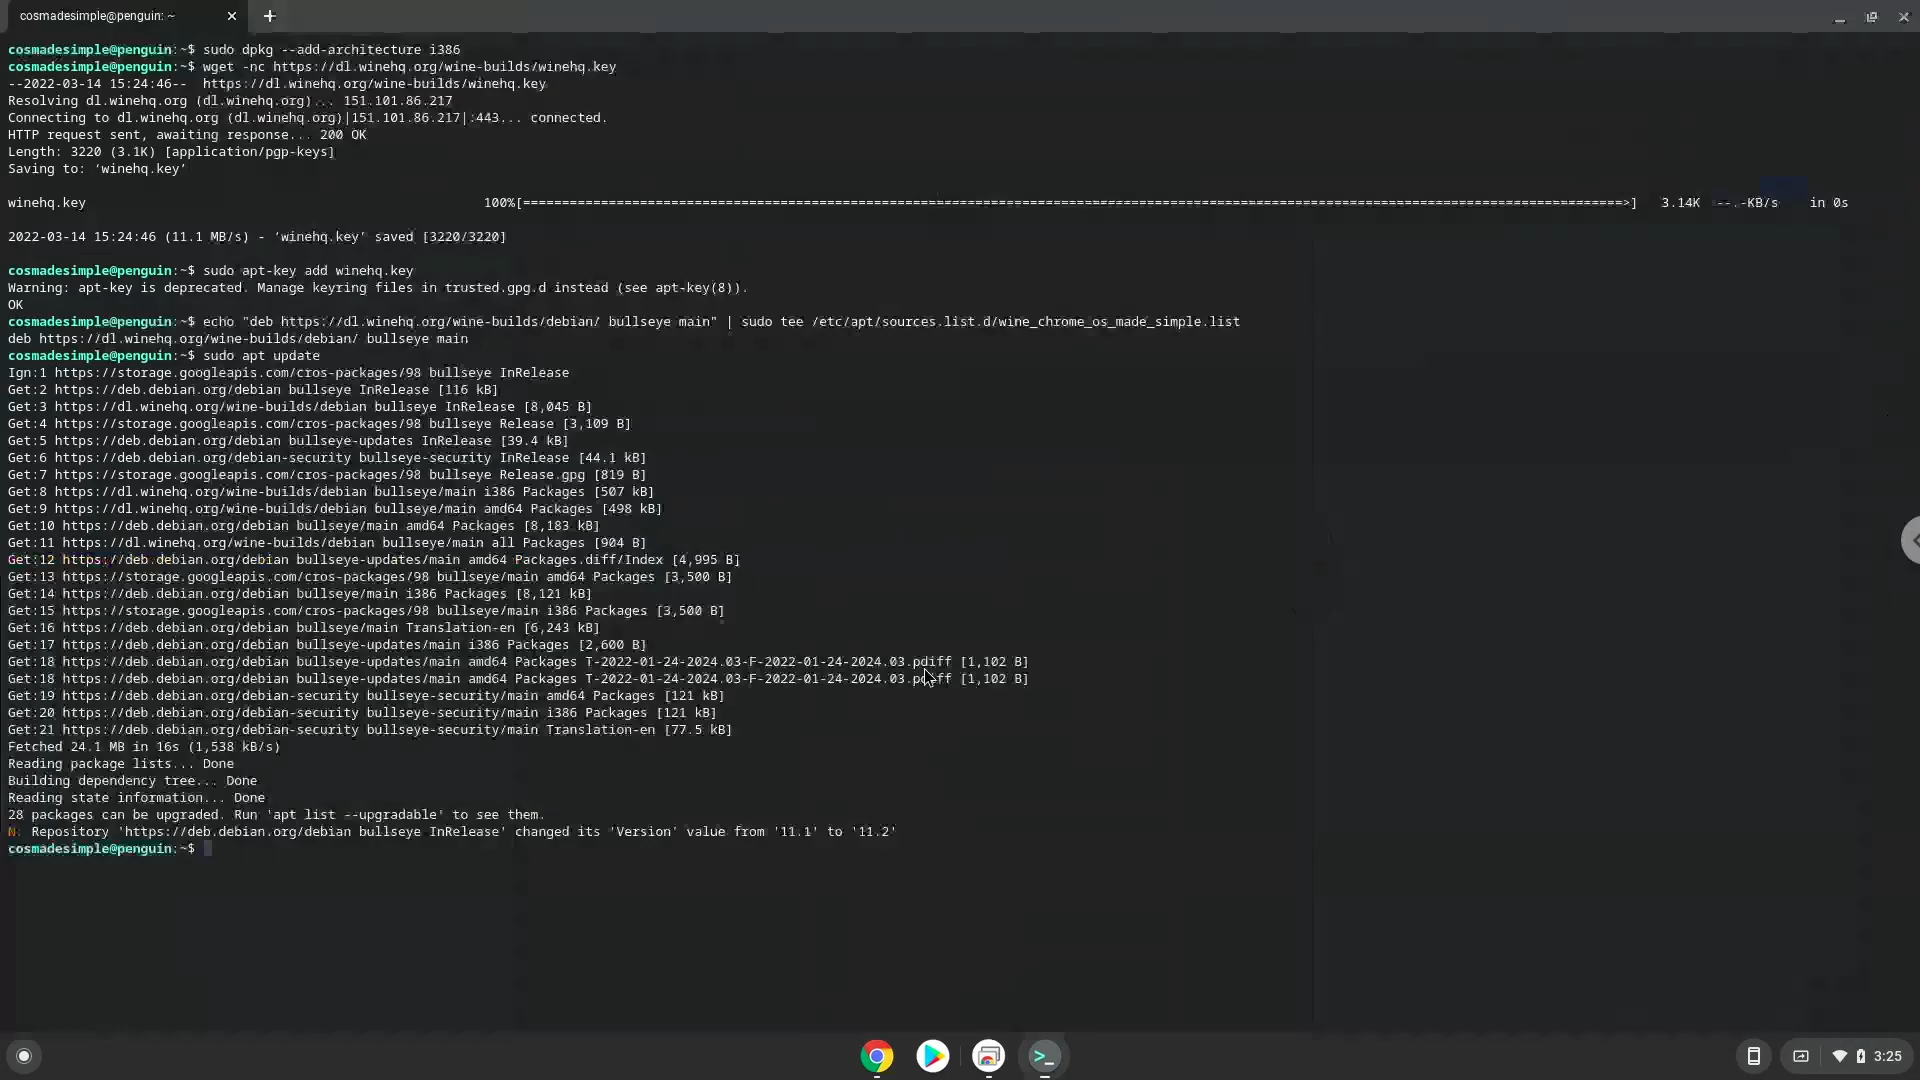 cosmadesimple@penguin: ~
cosmadesimple@penguin:~$ sudo dpkg --add-architecture i386
cosmadesimple@penguin:~$ wget -nc https://dl.winehq.org/wine-builds/winehq.key
--2022-03-14 15:24:46--  https://dl.winehq.org/wine-builds/winehq.key
Resolving dl.winehq.org (dl.winehq.org)... 151.101.86.217
Connecting to dl.winehq.org (dl.winehq.org)|151.101.86.217|:443... connected.
HTTP request sent, awaiting response... 200 OK
Length: 3220 (3.1K) [application/pgp-keys]
Saving to: ‘winehq.key’
winehq.key 100%[=============================================================================================================================================>] 3.14K --.-KB/s in 0s
2022-03-14 15:24:46 (11.1 MB/s) - ‘winehq.key’ saved [3220/3220]
cosmadesimple@penguin:~$ sudo apt-key add winehq.key
Warning: apt-key is deprecated. Manage keyring files in trusted.gpg.d instead (see apt-key(8)).
OK
cosmadesimple@penguin:~$ echo "deb https://dl.winehq.org/wine-builds/debian/ bullseye main" | sudo tee /etc/apt/sources.list.d/wine_chrome_os_made_simple.list
deb https://dl.winehq.org/wine-builds/debian/ bullseye main
cosmadesimple@penguin:~$ sudo apt update
Ign:1 https://storage.googleapis.com/cros-packages/98 bullseye InRelease
Get:2 https://deb.debian.org/debian bullseye InRelease [116 kB]
Get:3 https://dl.winehq.org/wine-builds/debian bullseye InRelease [8,045 B]
Get:4 https://storage.googleapis.com/cros-packages/98 bullseye Release [3,109 B]
Get:5 https://deb.debian.org/debian bullseye-updates InRelease [39.4 kB]
Get:6 https://deb.debian.org/debian-security bullseye-security InRelease [44.1 kB]
Get:7 https://storage.googleapis.com/cros-packages/98 bullseye Release.gpg [819 B]
Get:8 https://dl.winehq.org/wine-builds/debian bullseye/main i386 Packages [507 kB]
Get:9 https://dl.winehq.org/wine-builds/debian bullseye/main amd64 Packages [498 kB]
Get:10 https://deb.debian.org/debian bullseye/main amd64 Packages [8,183 kB]
Get:11 https://dl.winehq.org/wine-builds/debian bullseye/main all Packages [904 B]
Get:12 https://deb.debian.org/debian bullseye-updates/main amd64 Packages.diff/Index [4,995 B]
Get:13 https://storage.googleapis.com/cros-packages/98 bullseye/main amd64 Packages [3,500 B]
Get:14 https://deb.debian.org/debian bullseye/main i386 Packages [8,121 kB]
Get:15 https://storage.googleapis.com/cros-packages/98 bullseye/main i386 Packages [3,500 B]
Get:16 https://deb.debian.org/debian bullseye/main Translation-en [6,243 kB]
Get:17 https://deb.debian.org/debian bullseye-updates/main i386 Packages [2,600 B]
Get:18 https://deb.debian.org/debian bullseye-updates/main amd64 Packages T-2022-01-24-2024.03-F-2022-01-24-2024.03.pdiff [1,102 B]
Get:18 https://deb.debian.org/debian bullseye-updates/main amd64 Packages T-2022-01-24-2024.03-F-2022-01-24-2024.03.pdiff [1,102 B]
Get:19 https://deb.debian.org/debian-security bullseye-security/main amd64 Packages [121 kB]
Get:20 https://deb.debian.org/debian-security bullseye-security/main i386 Packages [121 kB]
Get:21 https://deb.debian.org/debian-security bullseye-security/main Translation-en [77.5 kB]
Fetched 24.1 MB in 16s (1,538 kB/s)
Reading package lists... Done
Building dependency tree... Done
Reading state information... Done
28 packages can be upgraded. Run 'apt list --upgradable' to see them.
N: Repository 'https://deb.debian.org/debian bullseye InRelease' changed its 'Version' value from '11.1' to '11.2'
cosmadesimple@penguin:~$
3:25